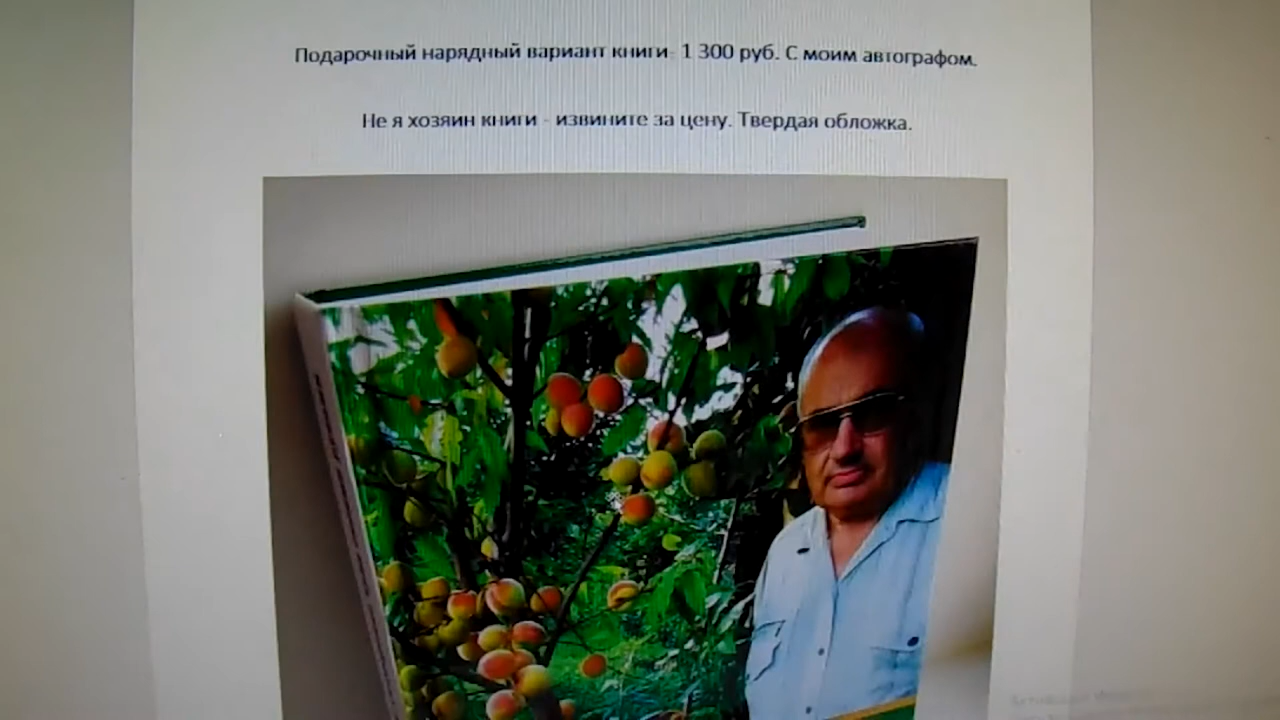 Подарочный нарядный вариант книги- 1 300 руб. С моим автографом.
Не я хозяин книги - извините за цену. Твердая обложка.